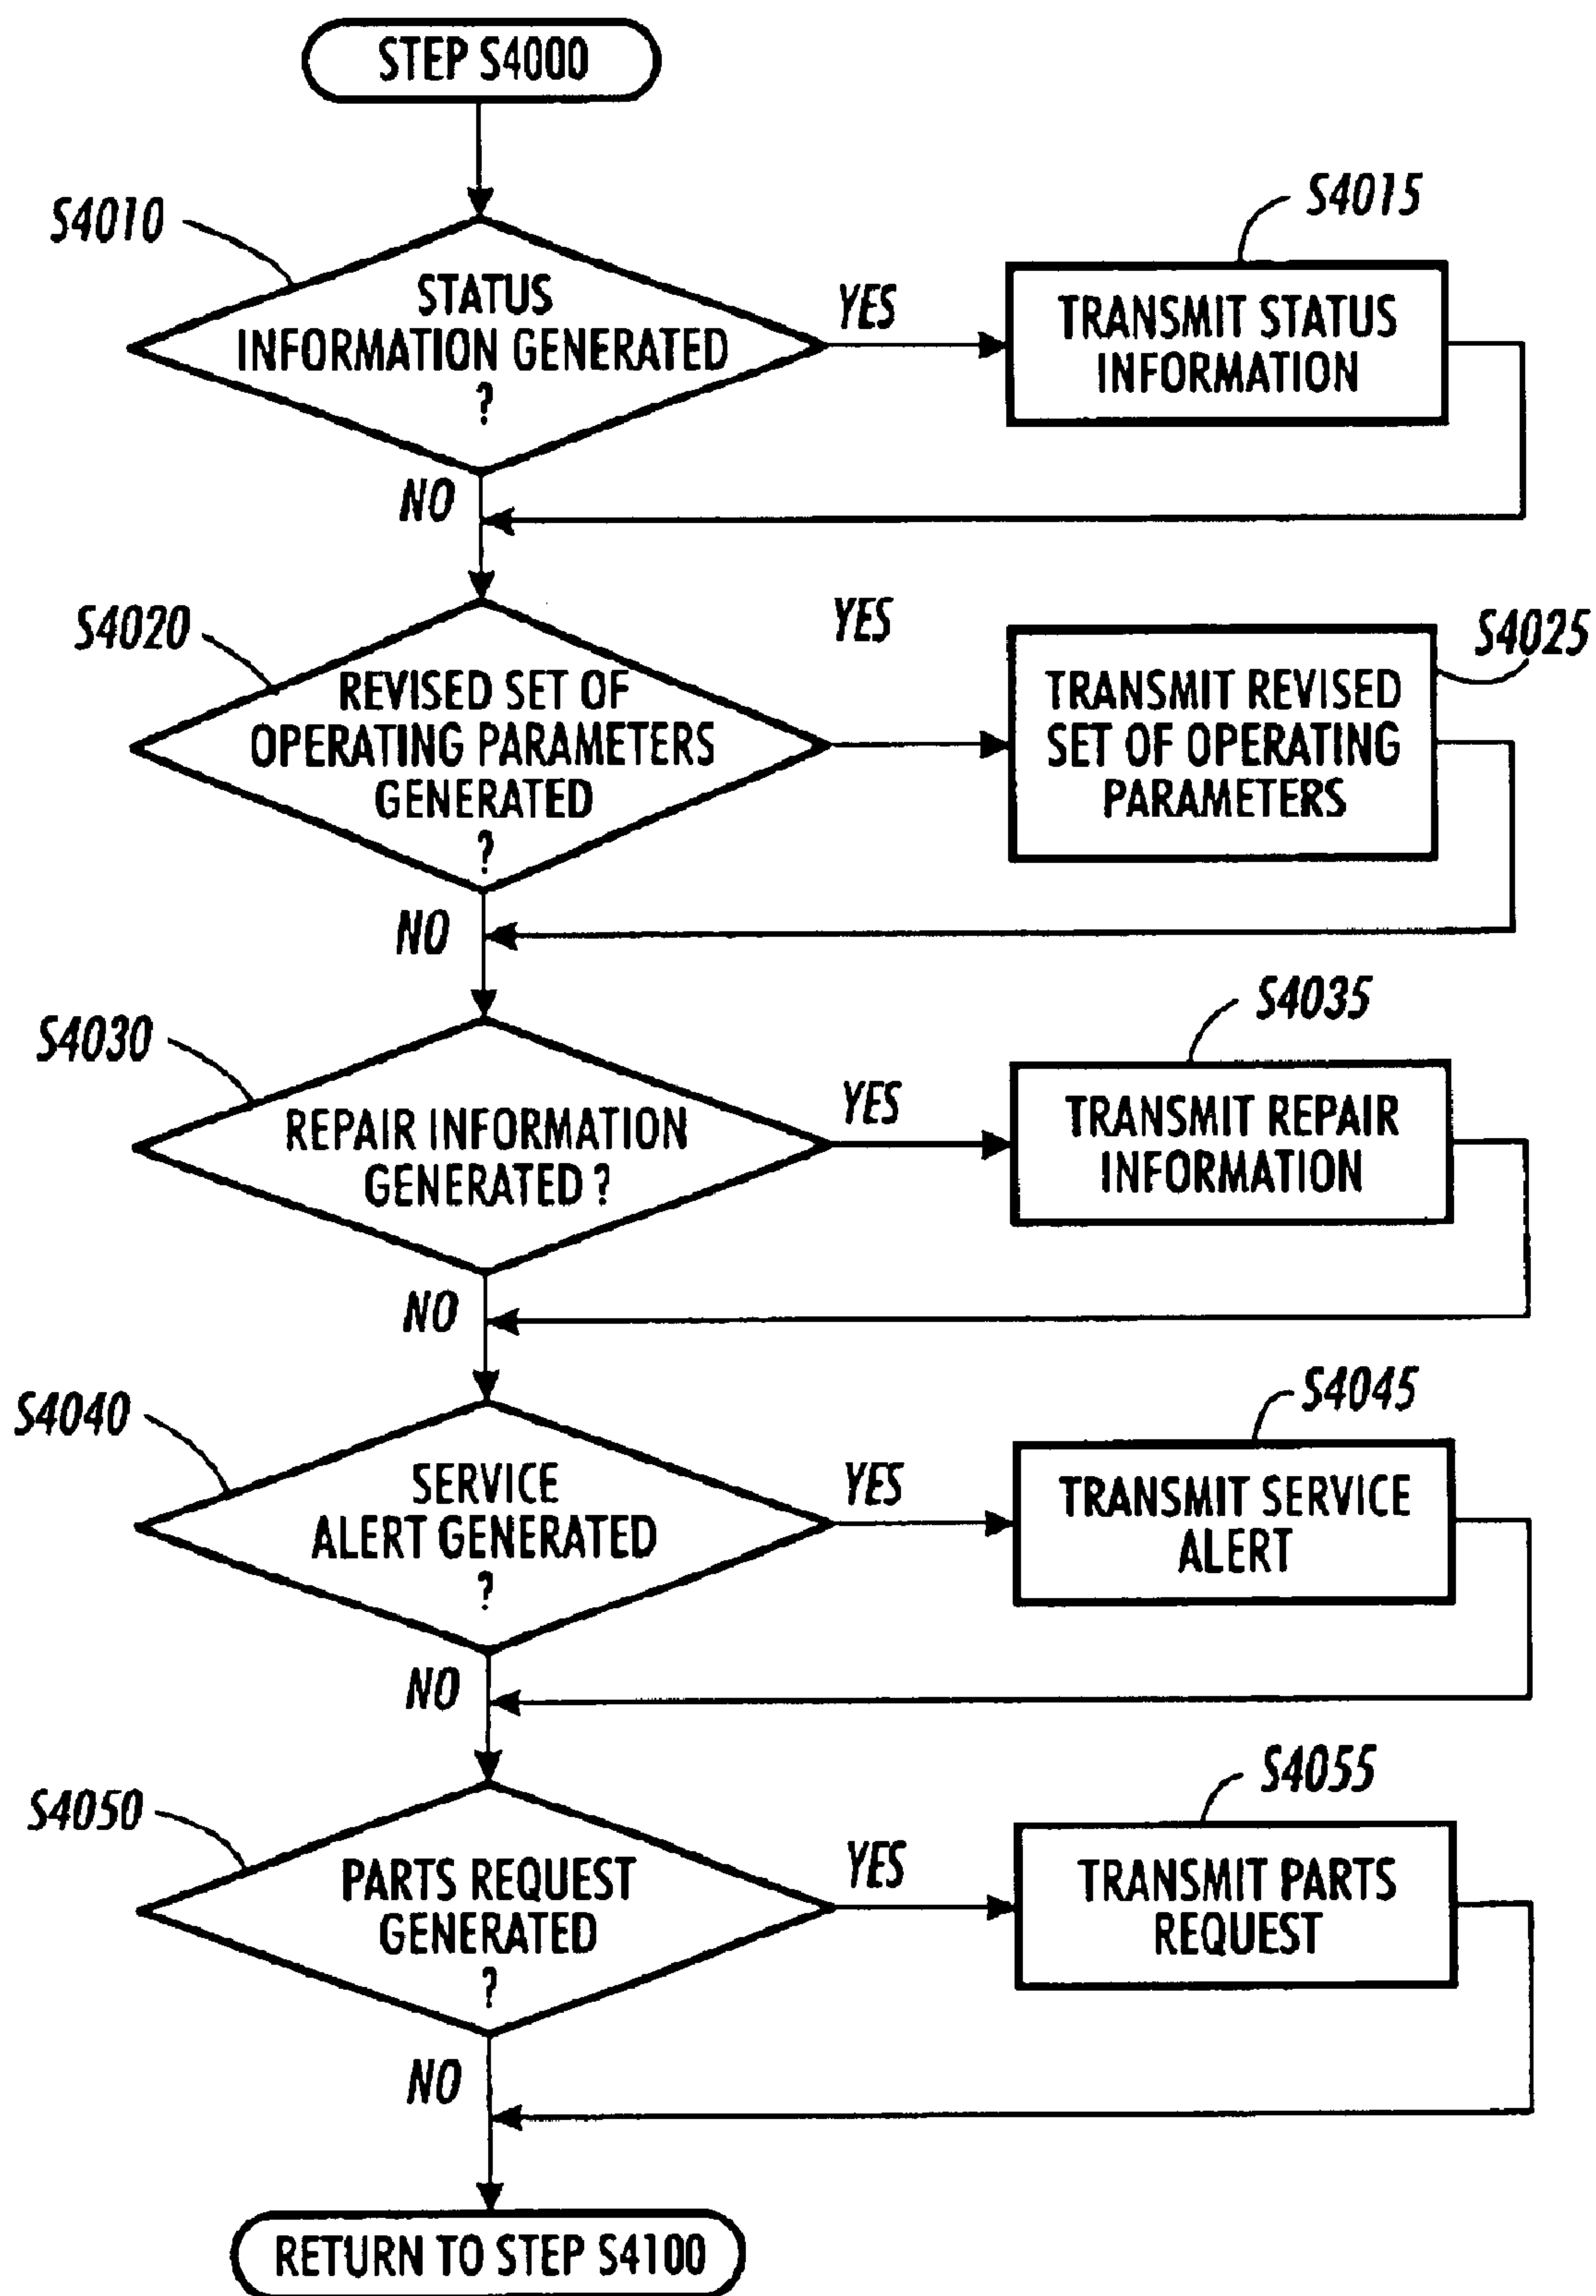 STEP S4000
S4010
STATUS
INFORMATION GENERATED
?
YES
S4015
TRANSMIT STATUS
INFORMATION
NO
S4020
REVISED SET OF
OPERATING PARAMETERS
GENERATED
?
YES
S4025
TRANSMIT REVISED
SET OF OPERATING
PARAMETERS
NO
S4030
REPAIR INFORMATION
GENERATED ?
YES
S4035
TRANSMIT REPAIR
INFORMATION
NO
S4040
SERVICE
ALERT GENERATED
?
YES
S4045
TRANSMIT SERVICE
ALERT
NO
S4050
PARTS REQUEST
GENERATED
?
YES
S4055
TRANSMIT PARTS
REQUEST
NO
RETURN TO STEP S4100